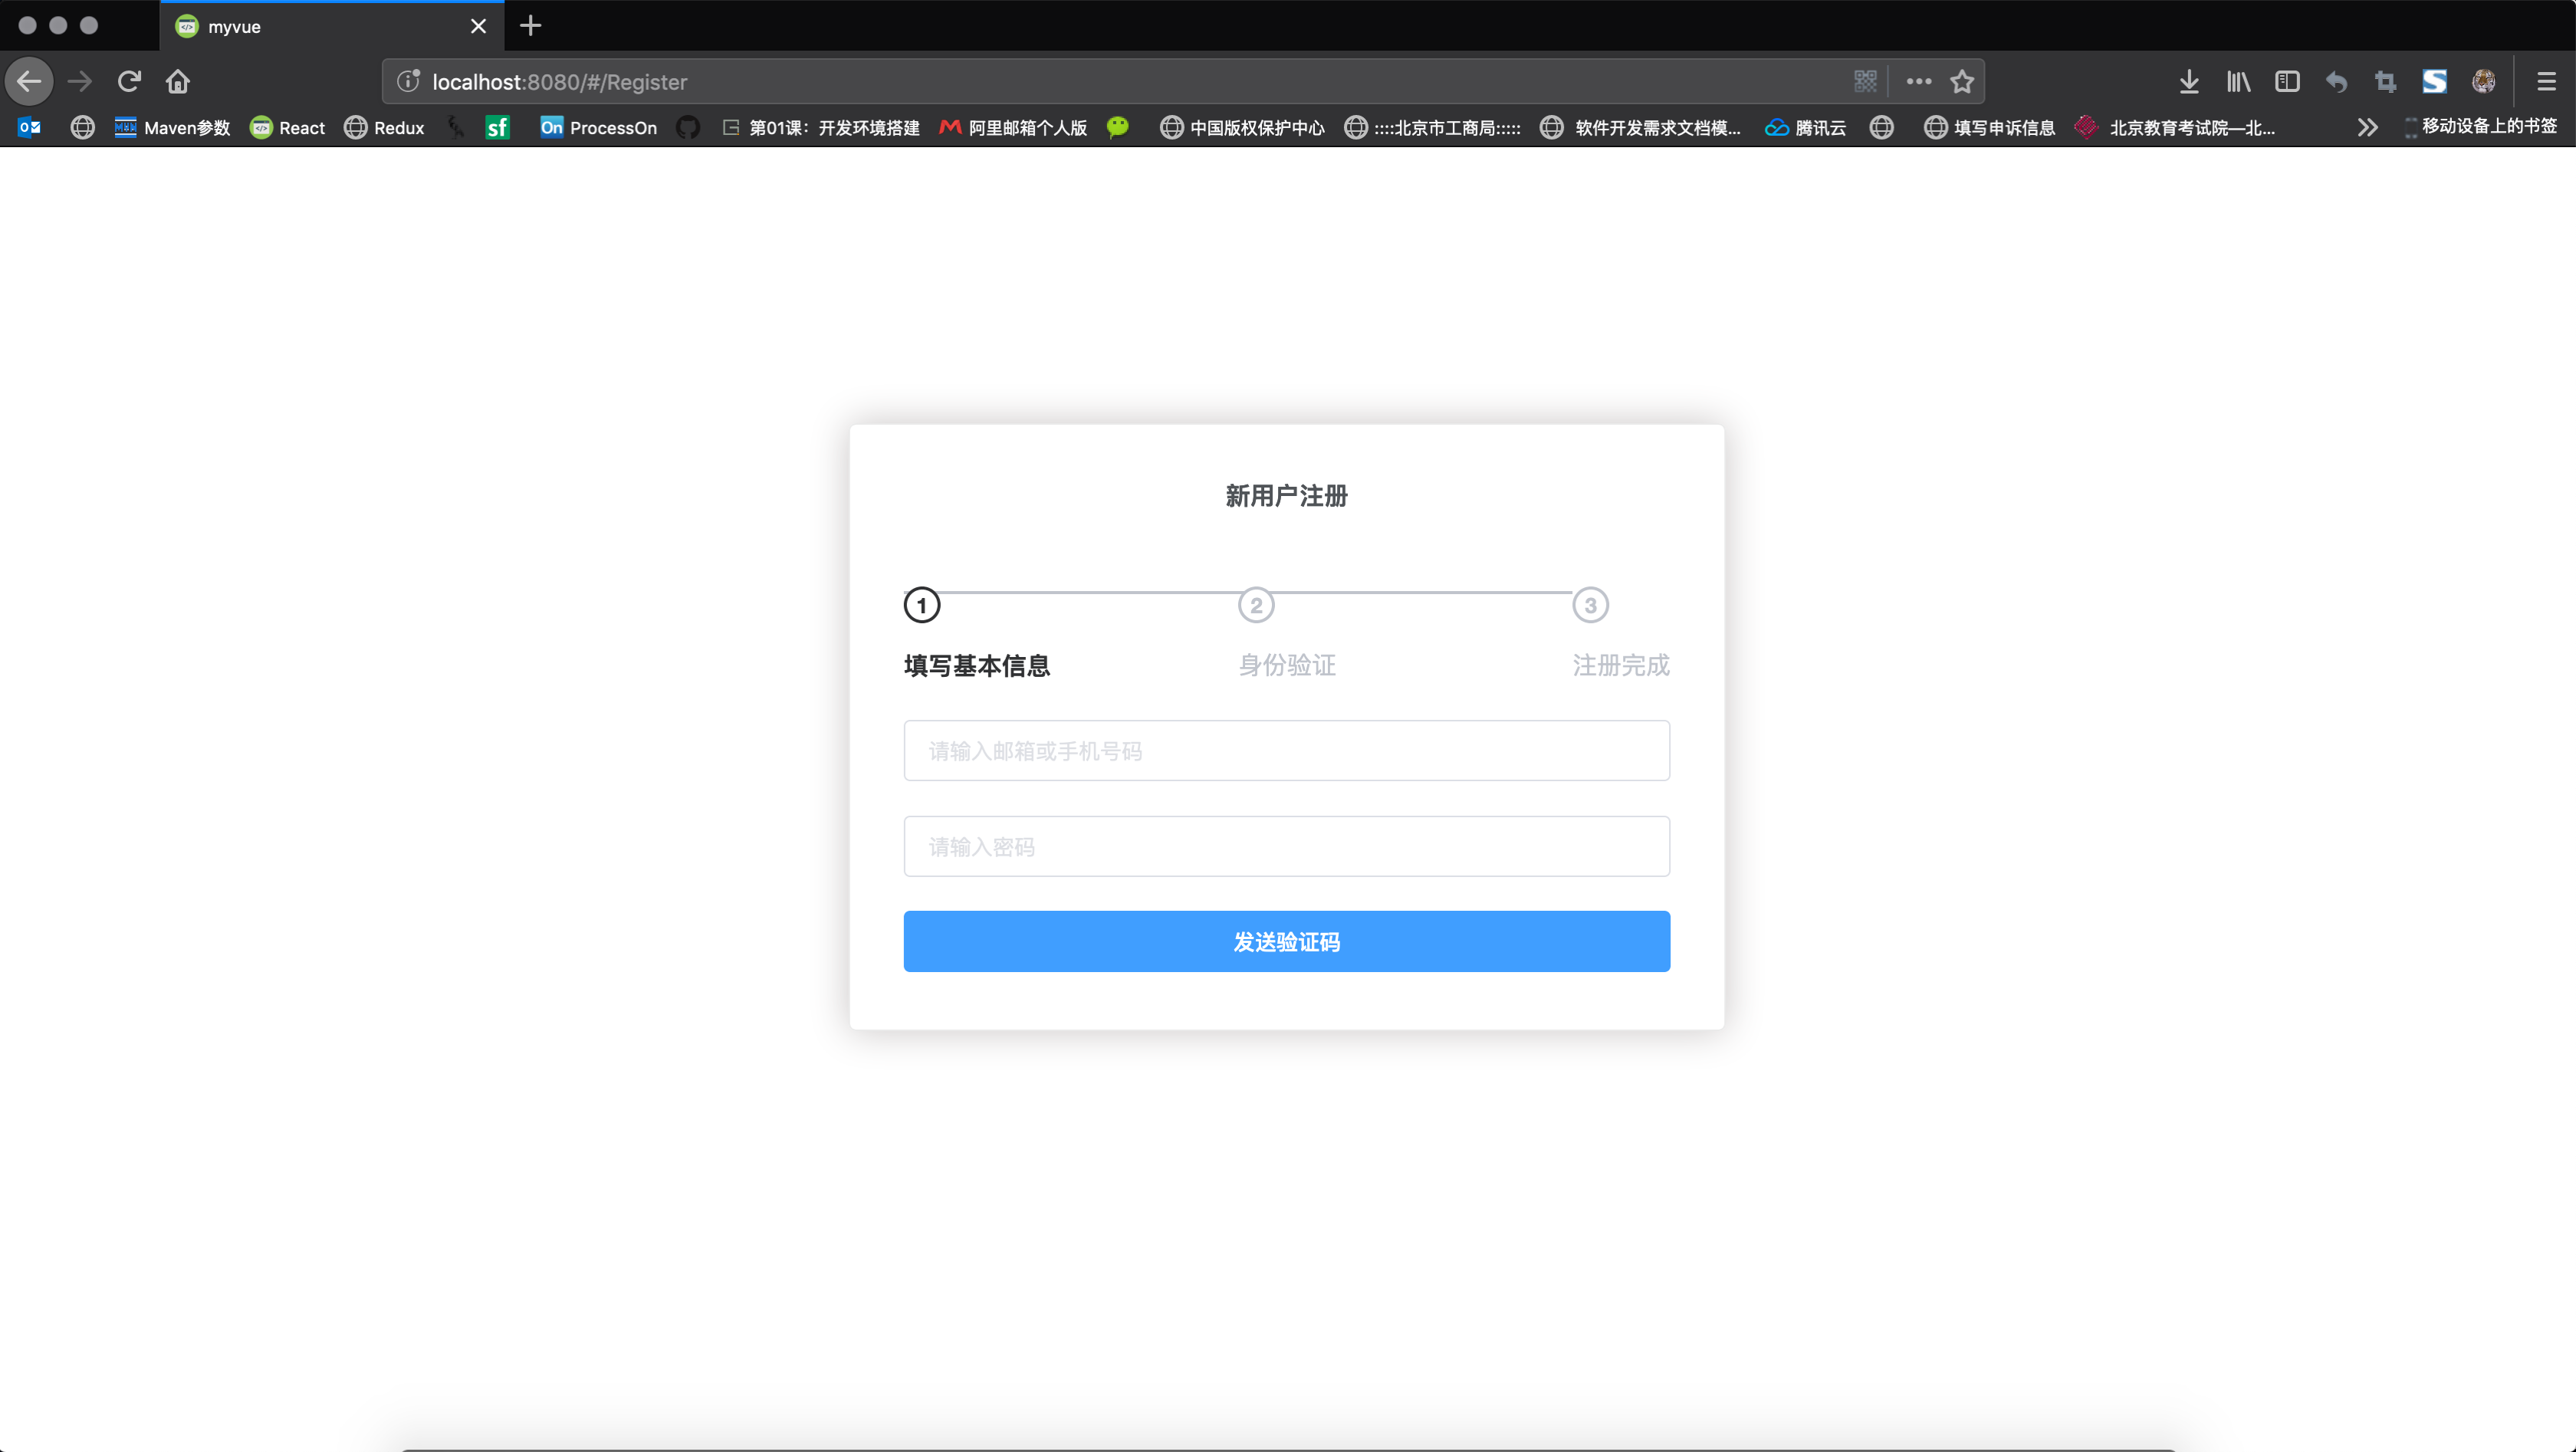 myvue
localhost:8080/#/Register
Maven参数 React Redux sf On ProcessOn 第01课：开发环境搭建 阿里邮箱个人版 中国版权保护中心 ::::北京市工商局::::: 软件开发需求文档模... 腾讯云 填写申诉信息 北京教育考试院—北... 移动设备上的书签
新用户注册
1 2 3
填写基本信息 身份验证 注册完成
请输入邮箱或手机号码
请输入密码
发送验证码